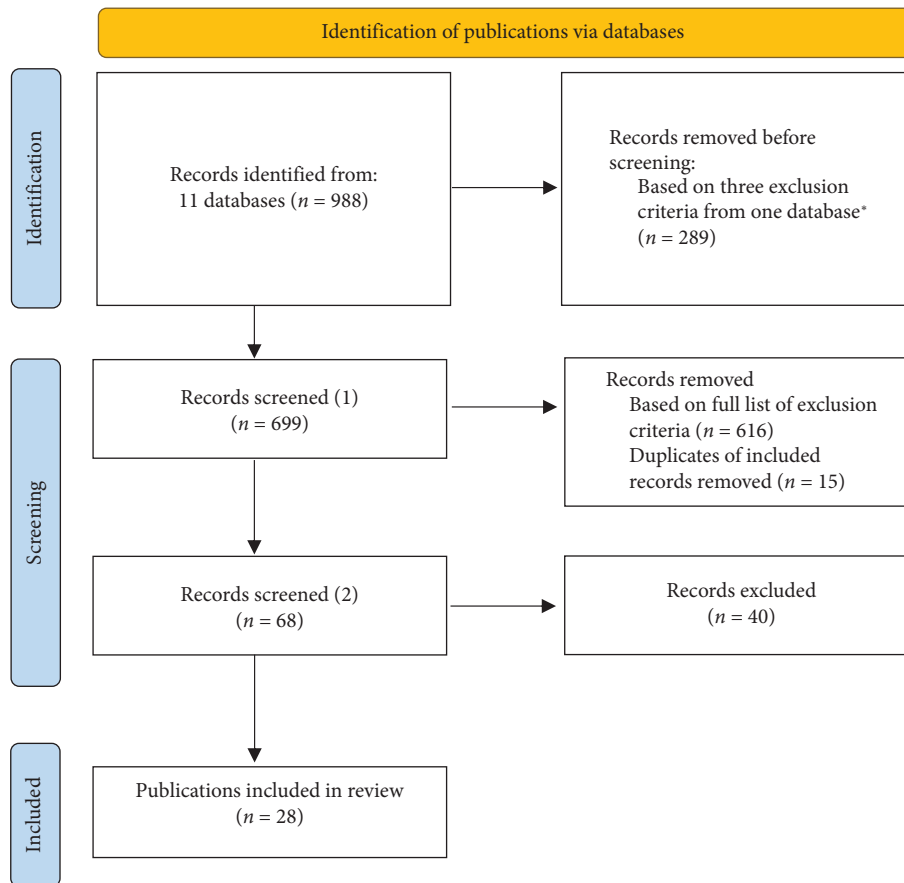 Identification of publications via databases
Identification
Records identified from:
11 databases (n = 988)
Records removed before
screening:
Based on three exclusion
criteria from one database*
(n = 289)
Screening
Records screened (1)
(n = 699)
Records removed
Based on full list of exclusion
criteria (n = 616)
Duplicates of included
records removed (n = 15)
Records screened (2)
(n = 68)
Records excluded
(n = 40)
Included
Publications included in review
(n = 28)